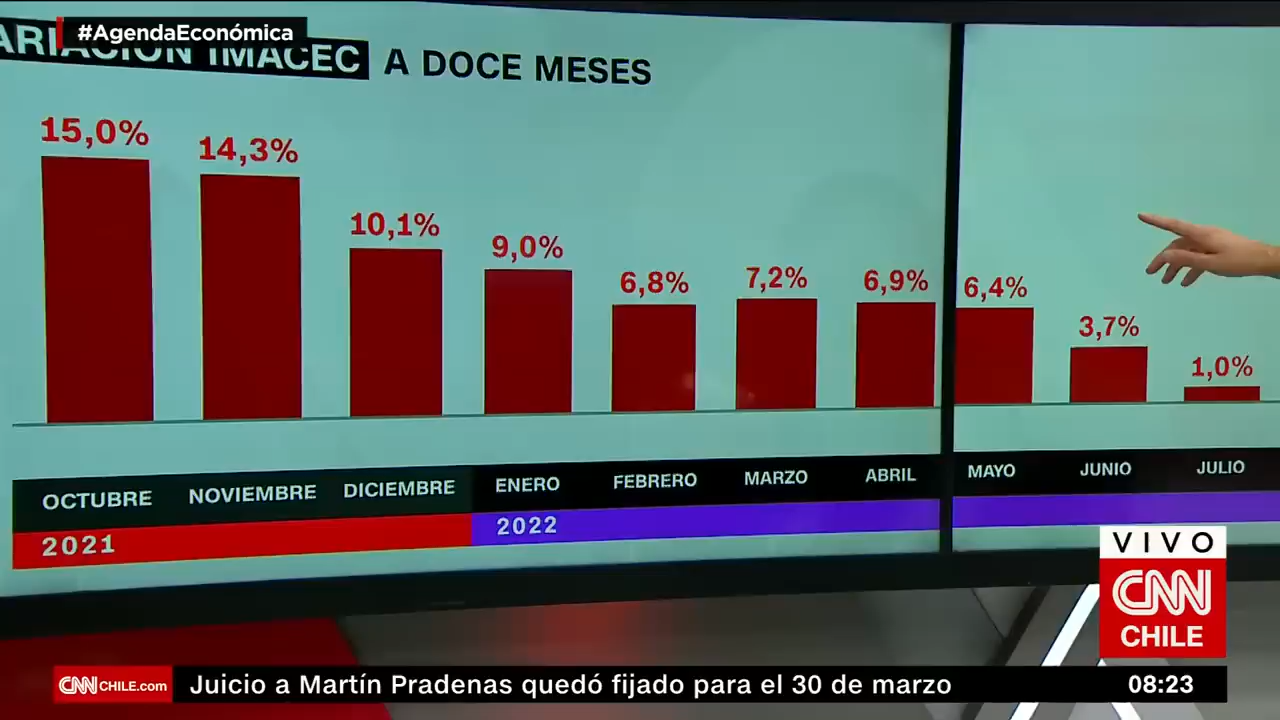 #AgendaEconómica
ARIACIÓN IMACEC A DOCE MESES
15,0%
14,3%
10,1%
9,0%
6,8%
7,2%
6,9%
6,4%
3,7%
1,0%
OCTUBRE NOVIEMBRE DICIEMBRE ENERO FEBRERO MARZO ABRIL MAYO JUNIO JULIO
2021 2022
VIVO
CNN
CHILE
CNNCHILE.com Juicio a Martín Pradenas quedó fijado para el 30 de marzo 08:23